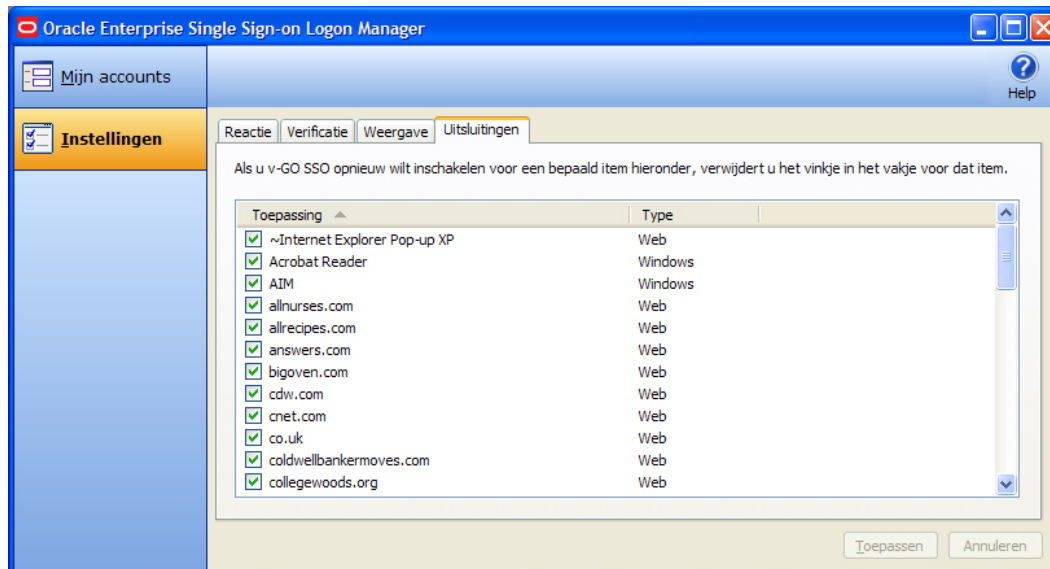 Oracle Enterprise Single Sign-on Logon Manager
Mijn accounts
Help
Instellingen
Reactie Verificatie Weergave Uitsluitingen
Als u v-GO SSO opnieuw wilt inschakelen voor een bepaald item hieronder, verwijdert u het vinkje in het vakje voor dat item.
Toepassing Type
~Internet Explorer Pop-up XP Web
Acrobat Reader Windows
AIM Windows
allnurses.com Web
allrecipes.com Web
answers.com Web
bigoven.com Web
cdw.com Web
cnet.com Web
co.uk Web
coldwellbankermoves.com Web
collegewoods.org Web
Toepassen Annuleren